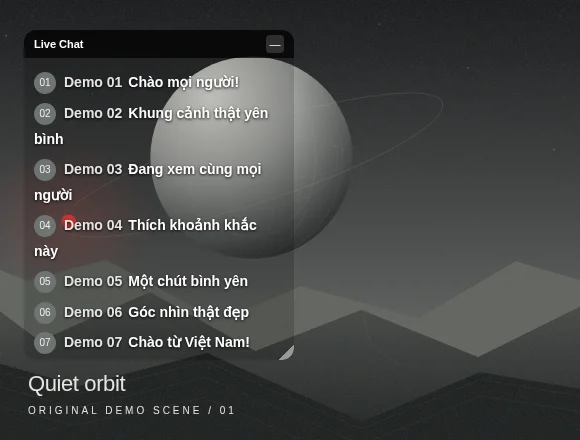 Live Chat —
01 Demo 01 Chào mọi người!
02 Demo 02 Khung cảnh thật yên
bình
03 Demo 03 Đang xem cùng mọi
người
04 Demo 04 Thích khoảnh khắc
này
05 Demo 05 Một chút bình yên
06 Demo 06 Góc nhìn thật đẹp
07 Demo 07 Chào từ Việt Nam!
Quiet orbit
ORIGINAL DEMO SCENE / 01